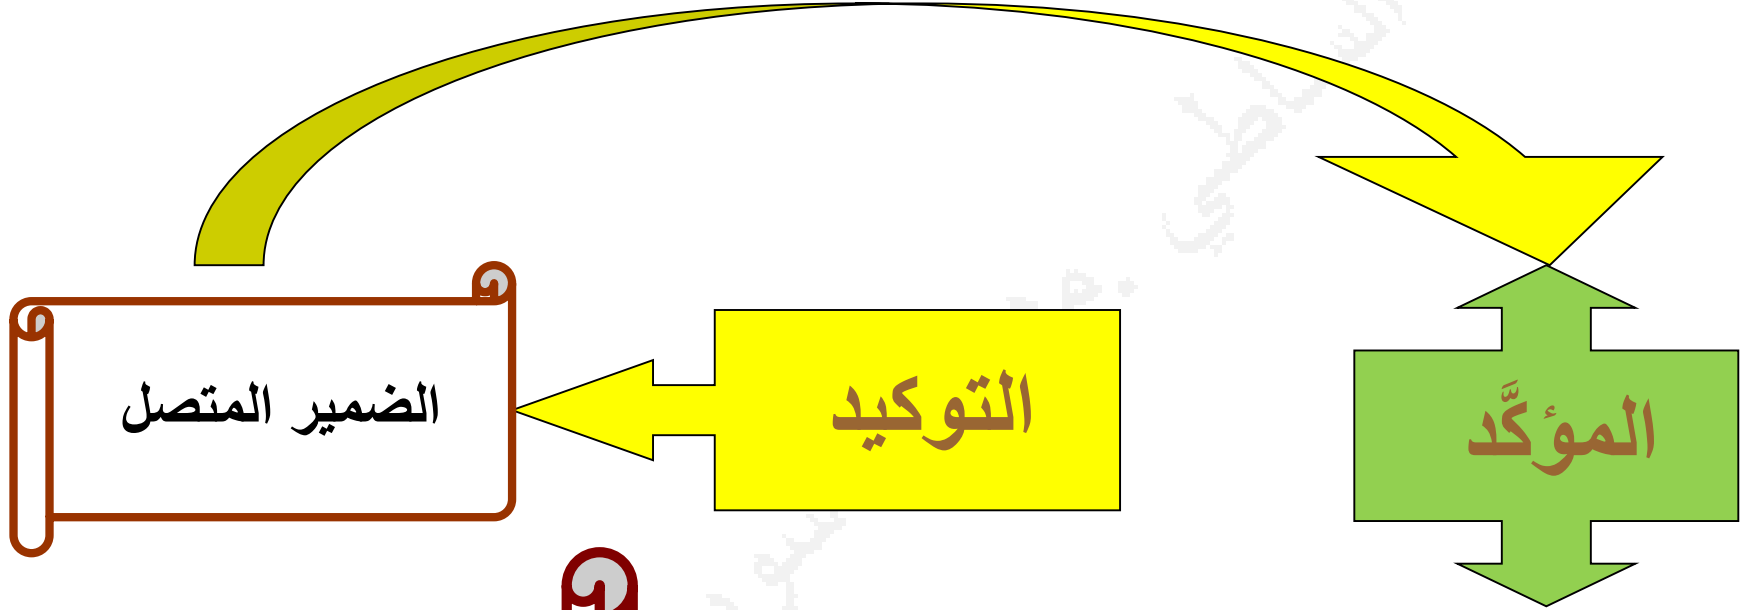 المؤكَّد
التوكيد
الضمير المتصل